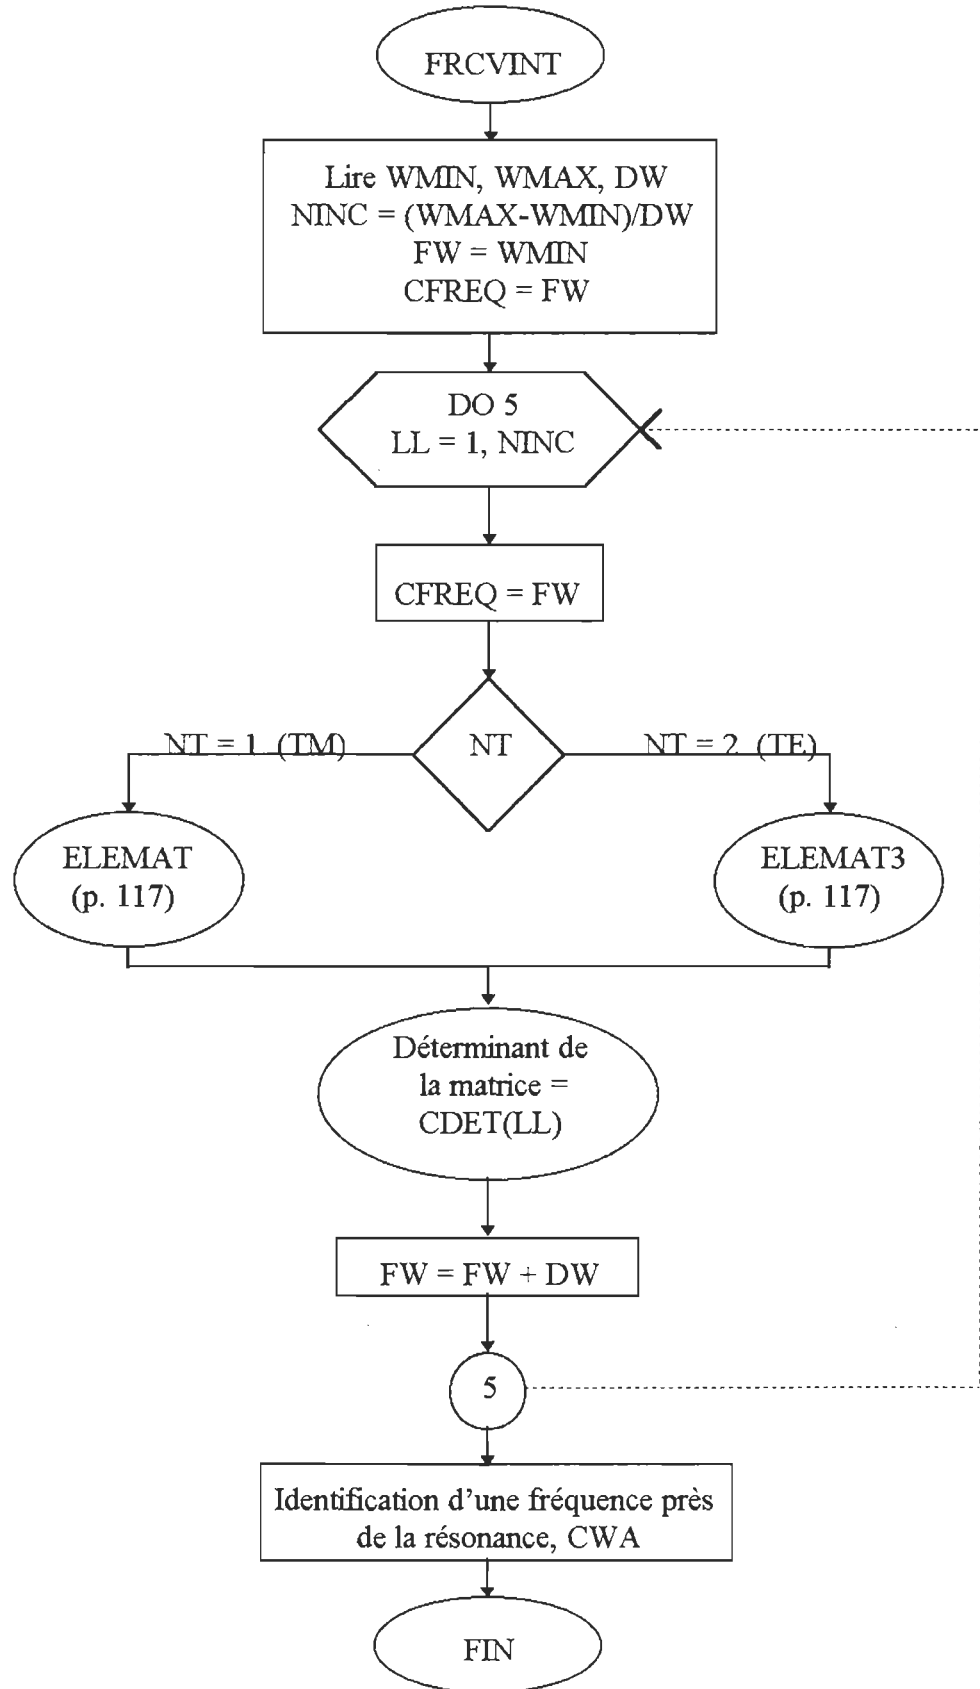 FRCVINT
Lire WMIN, WMAX, DW
NINC = (WMAX-WMIN)/DW
FW = WMIN
CFREQ = FW
DO 5
LL = 1, NINC
CFREQ = FW
NT = 1 (TM)
NT
NT = 2 (TE)
ELEMAT
(p. 117)
ELEMAT3
(p. 117)
Déterminant de
la matrice =
CDET(LL)
FW = FW + DW
5
Identification d'une fréquence près
de la résonance, CWA
FIN